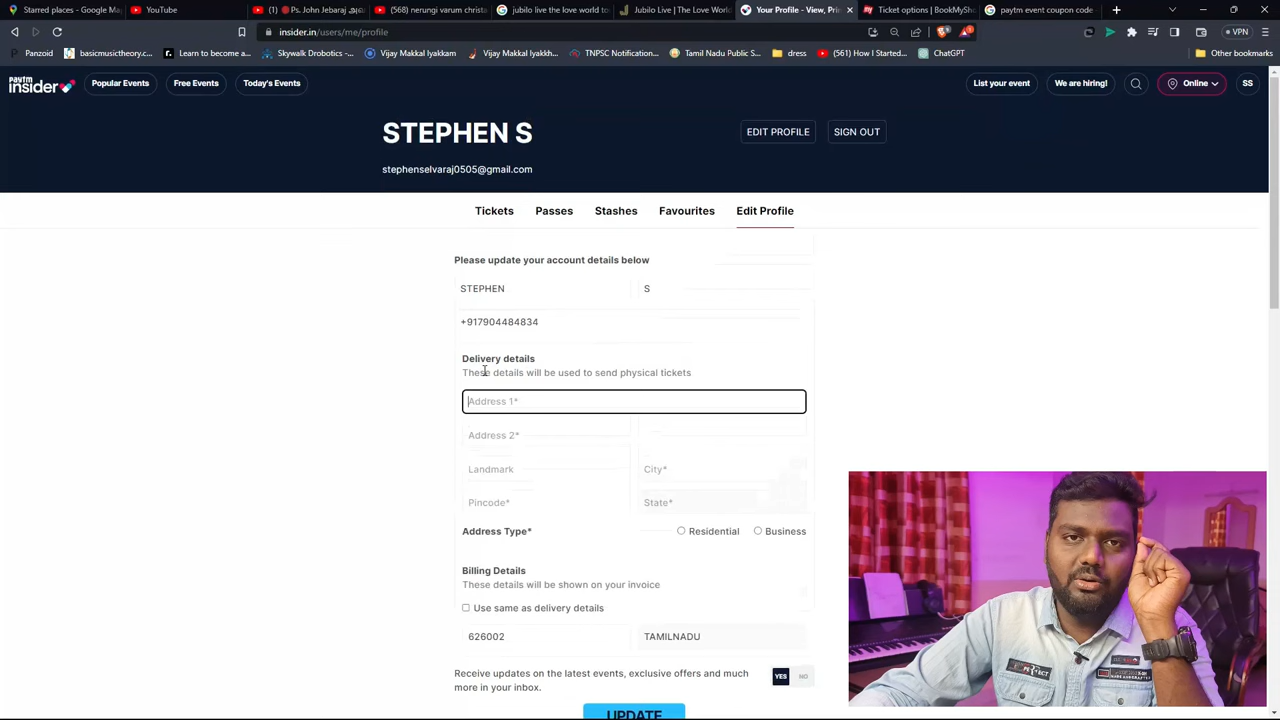 Starred places - Google Ma
YouTube
(1) Ps. John Jebaraj
(568) nerungi varum christa
jubilo live the love world to
Jubilo Live | The Love World
Your Profile - View, Pri
Ticket options | BookMySho
paytm event coupon code
insider.in/users/me/profile
VPN
Panzoid
basicmusictheory.c...
Learn to become a...
Skywalk Drobotics...
Vijay Makkal Iyakkam
Vijay Makkal Iyakkh...
TNPSC Notification...
Tamil Nadu Public S...
dress
(561) How I Started...
ChatGPT
Other bookmarks
paytm insider
Popular Events
Free Events
Today's Events
List your event
We are hiring!
Online
SS
STEPHEN S
EDIT PROFILE
SIGN OUT
stephenselvaraj0505@gmail.com
Tickets
Passes
Stashes
Favourites
Edit Profile
Please update your account details below
STEPHEN
S
+917904484834
Delivery details
These details will be used to send physical tickets
Address 1*
Address 2*
Landmark
City*
Pincode*
State*
Address Type*
Residential
Business
Billing Details
These details will be shown on your invoice
Use same as delivery details
626002
TAMILNADU
Receive updates on the latest events, exclusive offers and much
more in your inbox.
YES
NO
UPDATE